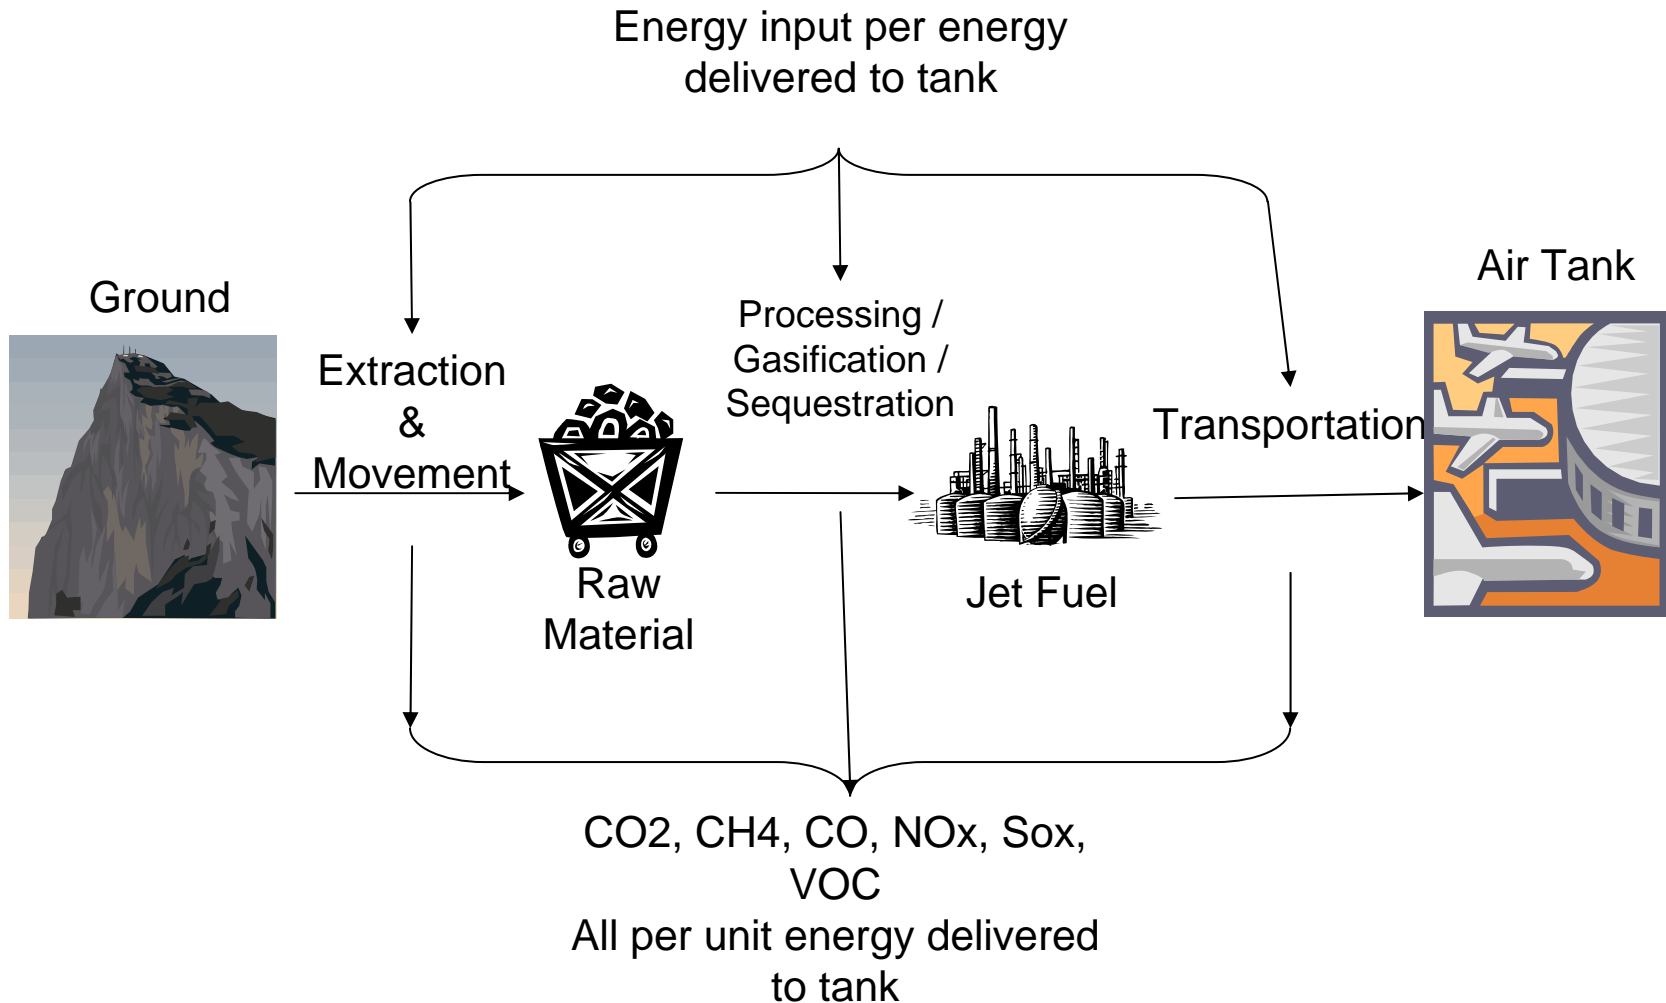 Energy input per energy
delivered to tank
Ground
Air Tank
Extraction
&
Movement
Processing /
Gasification /
Sequestration
Transportation
Raw
Material
Jet Fuel
CO2, CH4, CO, NOx, Sox,
VOC
All per unit energy delivered
to tank